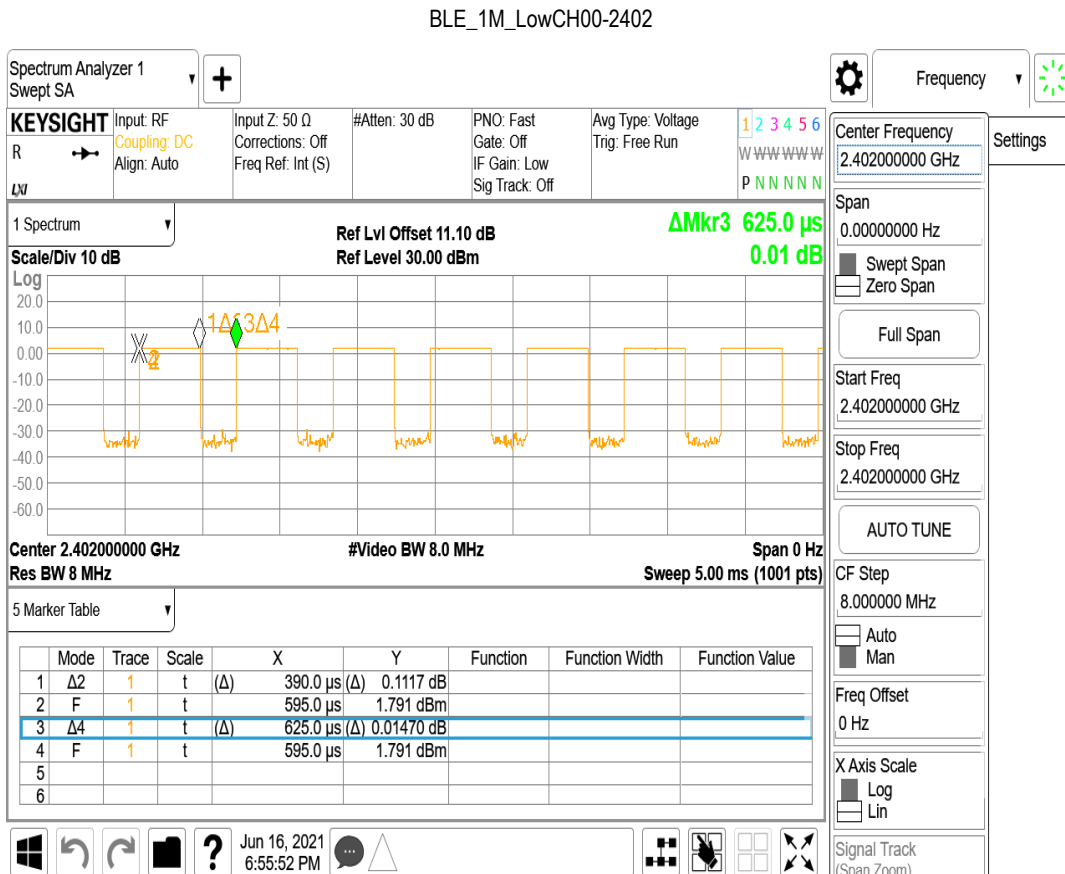 BLE_1M_LowCH00-2402
Spectrum Analyzer 1
Swept SA
Frequency
KEYSIGHT
R
LXI
Input: RF
Coupling: DC
Align: Auto
Input Z: 50 Ω
Corrections: Off
Freq Ref: Int (S)
#Atten: 30 dB
PNO: Fast
Gate: Off
IF Gain: Low
Sig Track: Off
Avg Type: Voltage
Trig: Free Run
1 2 3 4 5 6
W W W W W W
P N N N N N
Center Frequency
2.402000000 GHz
Settings
Span
0.00000000 Hz
Swept Span
Zero Span
Full Span
Start Freq
2.402000000 GHz
Stop Freq
2.402000000 GHz
AUTO TUNE
CF Step
8.000000 MHz
Auto
Man
Freq Offset
0 Hz
X Axis Scale
Log
Lin
Signal Track
(Span Zoom)
1 Spectrum
Scale/Div 10 dB
Ref Lvl Offset 11.10 dB
Ref Level 30.00 dBm
ΔMkr3 625.0 µs
0.01 dB
Log
20.0
10.0
0.00
-10.0
-20.0
-30.0
-40.0
-50.0
-60.0
3Δ4
Center 2.402000000 GHz
#Video BW 8.0 MHz
Span 0 Hz
Res BW 8 MHz
Sweep 5.00 ms (1001 pts)
5 Marker Table
Mode Trace Scale X Y Function Function Width Function Value
1 Δ2 1 t (Δ) 390.0 µs (Δ) 0.1117 dB
2 F 1 t 595.0 µs 1.791 dBm
3 Δ4 1 t (Δ) 625.0 µs (Δ) 0.01470 dB
4 F 1 t 595.0 µs 1.791 dBm
5
6
?
Jun 16, 2021
6:55:52 PM